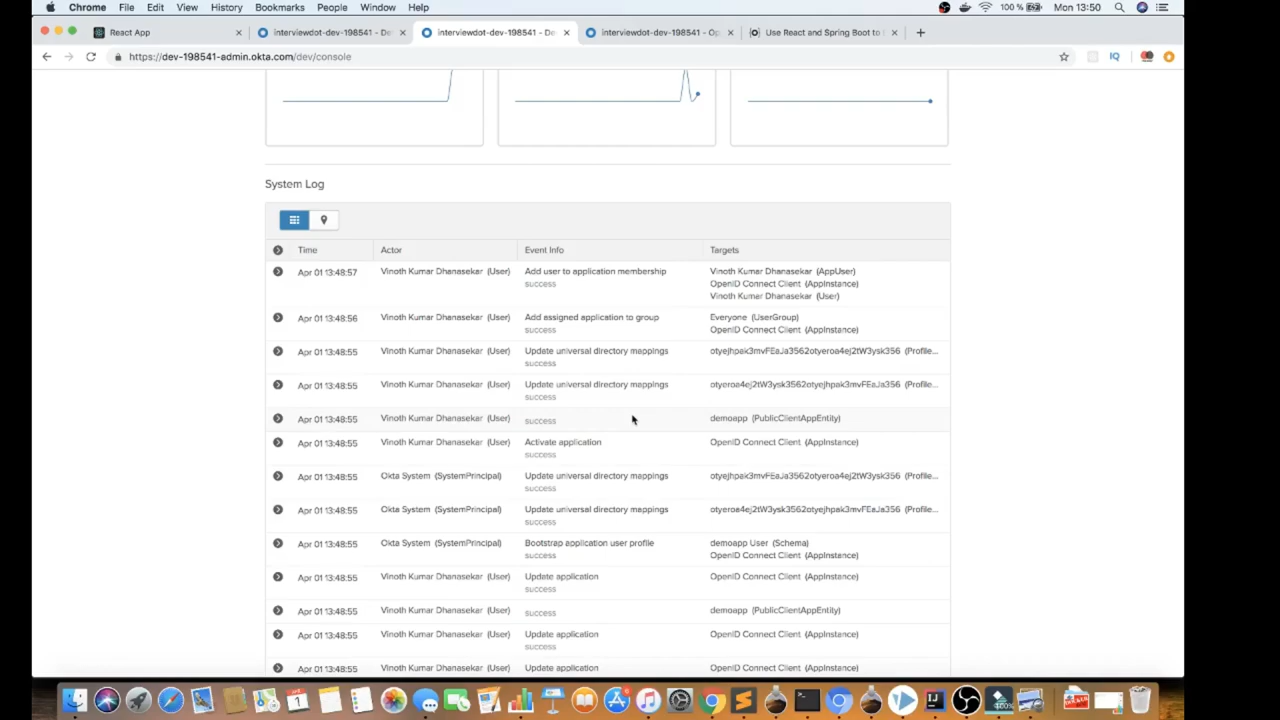 Chrome File Edit View History Bookmarks People Window Help 100 % Mon 13:50
React App interviewdot-dev-198541 - De interviewdot-dev-198541 - De interviewdot-dev-198541 - Op Use React and Spring Boot to
https://dev-198541-admin.okta.com/dev/console IQ
System Log
Time Actor Event Info Targets
Apr 01 13:48:57 Vinoth Kumar Dhanasekar (User) Add user to application membership Vinoth Kumar Dhanasekar (AppUser)
success OpenID Connect Client (AppInstance)
Vinoth Kumar Dhanasekar (User)
Apr 01 13:48:56 Vinoth Kumar Dhanasekar (User) Add assigned application to group Everyone (UserGroup)
success OpenID Connect Client (AppInstance)
Apr 01 13:48:55 Vinoth Kumar Dhanasekar (User) Update universal directory mappings (Profile...
success
Apr 01 13:48:55 Vinoth Kumar Dhanasekar (User) Update universal directory mappings (Profile...
success
Apr 01 13:48:55 Vinoth Kumar Dhanasekar (User) success demoapp (PublicClientAppEntity)
Apr 01 13:48:55 Vinoth Kumar Dhanasekar (User) Activate application OpenID Connect Client (AppInstance)
success
Apr 01 13:48:55 Okta System (SystemPrincipal) Update universal directory mappings (Profile...
success
Apr 01 13:48:55 Okta System (SystemPrincipal) Update universal directory mappings (Profile...
success
Apr 01 13:48:55 Okta System (SystemPrincipal) Bootstrap application user profile demoapp User (Schema)
success OpenID Connect Client (AppInstance)
Apr 01 13:48:55 Vinoth Kumar Dhanasekar (User) Update application OpenID Connect Client (AppInstance)
success
Apr 01 13:48:55 Vinoth Kumar Dhanasekar (User) success demoapp (PublicClientAppEntity)
Apr 01 13:48:55 Vinoth Kumar Dhanasekar (User) Update application OpenID Connect Client (AppInstance)
success
Apr 01 13:48:55 Vinoth Kumar Dhanasekar (User) Update application OpenID Connect Client (AppInstance)